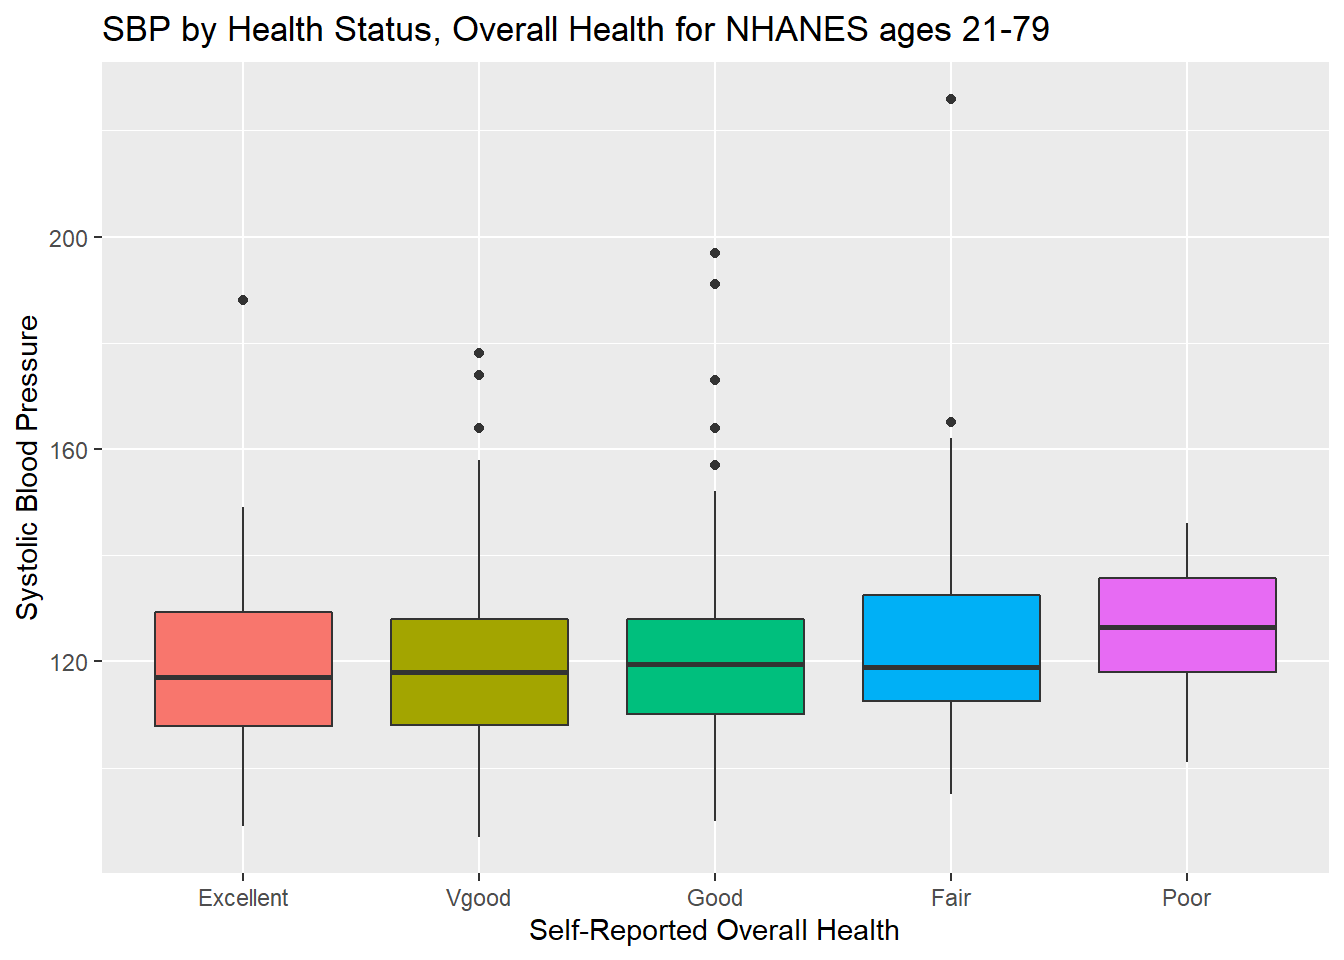 SBP by Health Status, Overall Health for NHANES ages 21-79
200
160
120
Systolic Blood Pressure
Excellent Vgood Good Fair Poor
Self-Reported Overall Health